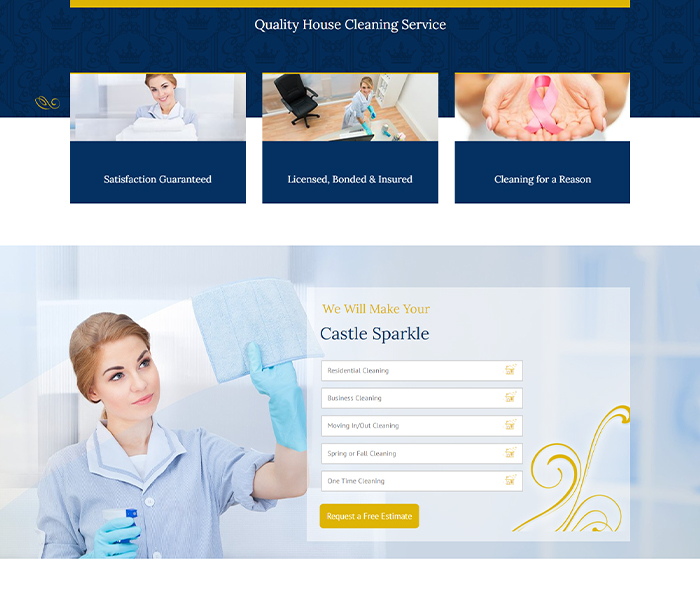 Quality House Cleaning Service
Satisfaction Guaranteed
Licensed, Bonded & Insured
Cleaning for a Reason
We Will Make Your
Castle Sparkle
Residential Cleaning
Business Cleaning
Moving In/Out Cleaning
Spring or Fall Cleaning
One Time Cleaning
Request a Free Estimate